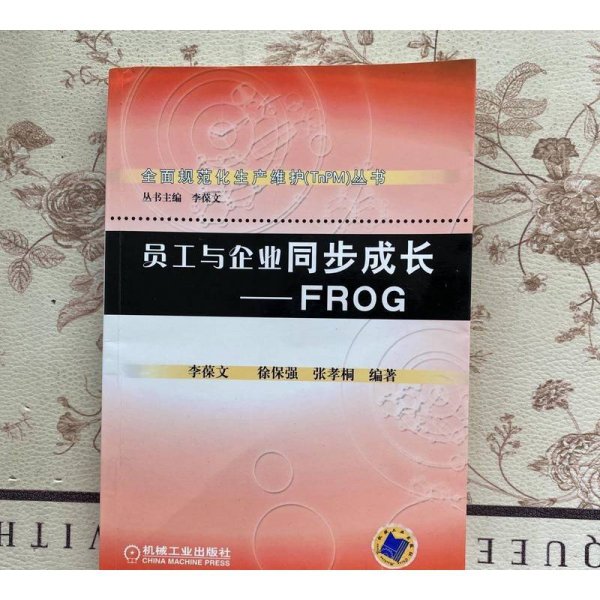 全面规范化生产维护(TnPM)丛书
丛书主编 李葆文
员工与企业同步成长
——FROG
李葆文 徐保强 张孝桐 编著
机械工业出版社
CHINA MACHINE PRESS
WITH
QUEE